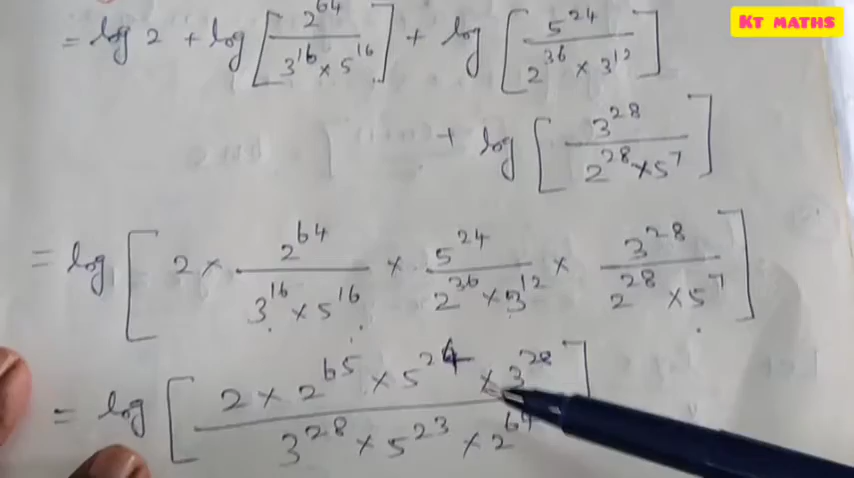 KT MATHS
= log 2 + log [ 2^64 / (3^16 × 5^16) ] + log [ 5^24 / (2^36 × 3^12) ]
+ log [ 3^28 / (2^28 × 5^7) ]
= log [ 2 × 2^64 / (3^16 × 5^16) × 5^24 / (2^36 × 3^12) × 3^28 / (2^28 × 5^7) ]
= log [ (2 × 2^65 × 5^24 × 3^28) / (3^28 × 5^23 × 2^64) ]